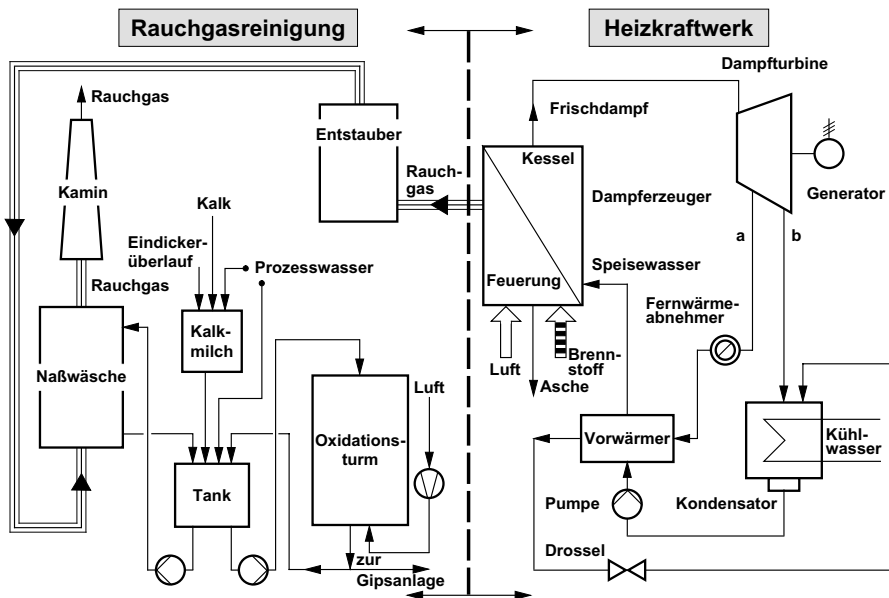 Rauchgasreinigung
Heizkraftwerk
Dampfturbine
Rauchgas
Entstauber
Frischdampf
Kessel
Rauch-
gas
Kamin
Kalk
Dampferzeuger
Generator
a
b
Eindicker-
überlauf
Prozesswasser
Speisewasser
Rauchgas
Feuerung
Fernwärme-
abnehmer
Kalk-
milch
Naßwäsche
Luft
Brenn-
stoff
Asche
Luft
Oxidations-
turm
Vorwärmer
Kühl-
wasser
Tank
Pumpe
Kondensator
Drossel
zur
Gipsanlage